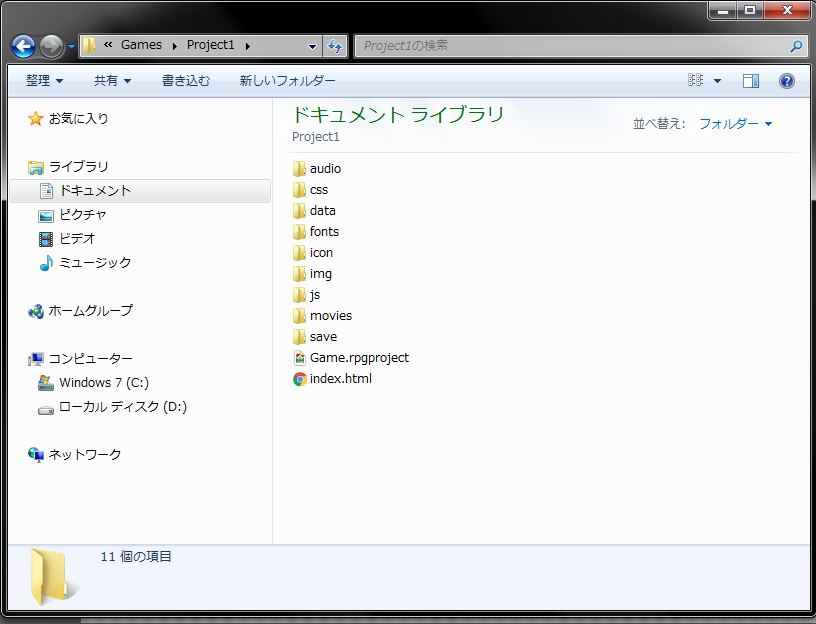 « Games ▸ Project1 ▸
Project1の検索
整理 共有 書き込む 新しいフォルダー
お気に入り
ライブラリ
ドキュメント
ピクチャ
ビデオ
ミュージック
ホームグループ
コンピューター
Windows 7 (C:)
ローカル ディスク (D:)
ネットワーク
ドキュメント ライブラリ
Project1
並べ替え: フォルダー
audio
css
data
fonts
icon
img
js
movies
save
Game.rpgproject
index.html
11 個の項目